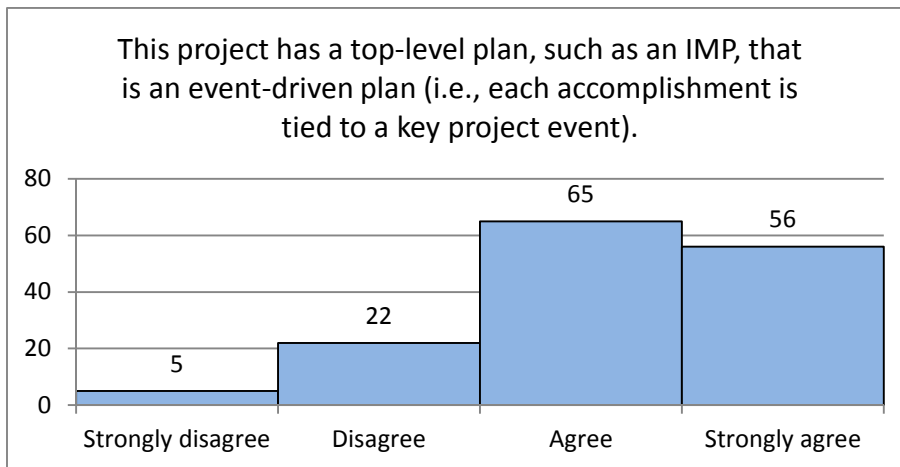 This project has a top-level plan, such as an IMP, that
is an event-driven plan (i.e., each accomplishment is
tied to a key project event).
80
60
40
20
0
5
22
65
56
Strongly disagree
Disagree
Agree
Strongly agree